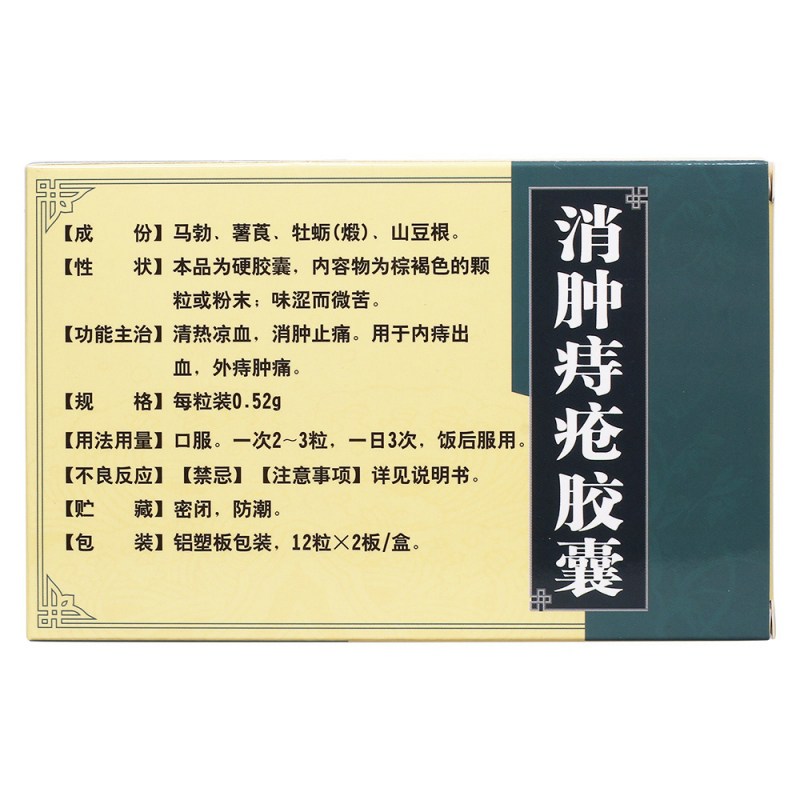 【成　份】马勃、薯莨、牡蛎(煅)、山豆根。
【性　状】本品为硬胶囊，内容物为棕褐色的颗
粒或粉末；味涩而微苦。
【功能主治】清热凉血，消肿止痛。用于内痔出
血，外痔肿痛。
【规　格】每粒装0.52g
【用法用量】口服。一次2～3粒，一日3次，饭后服用。
【不良反应】【禁忌】【注意事项】详见说明书。
【贮　藏】密闭，防潮。
【包　装】铝塑板包装，12粒×2板/盒。
消肿痔疮胶囊